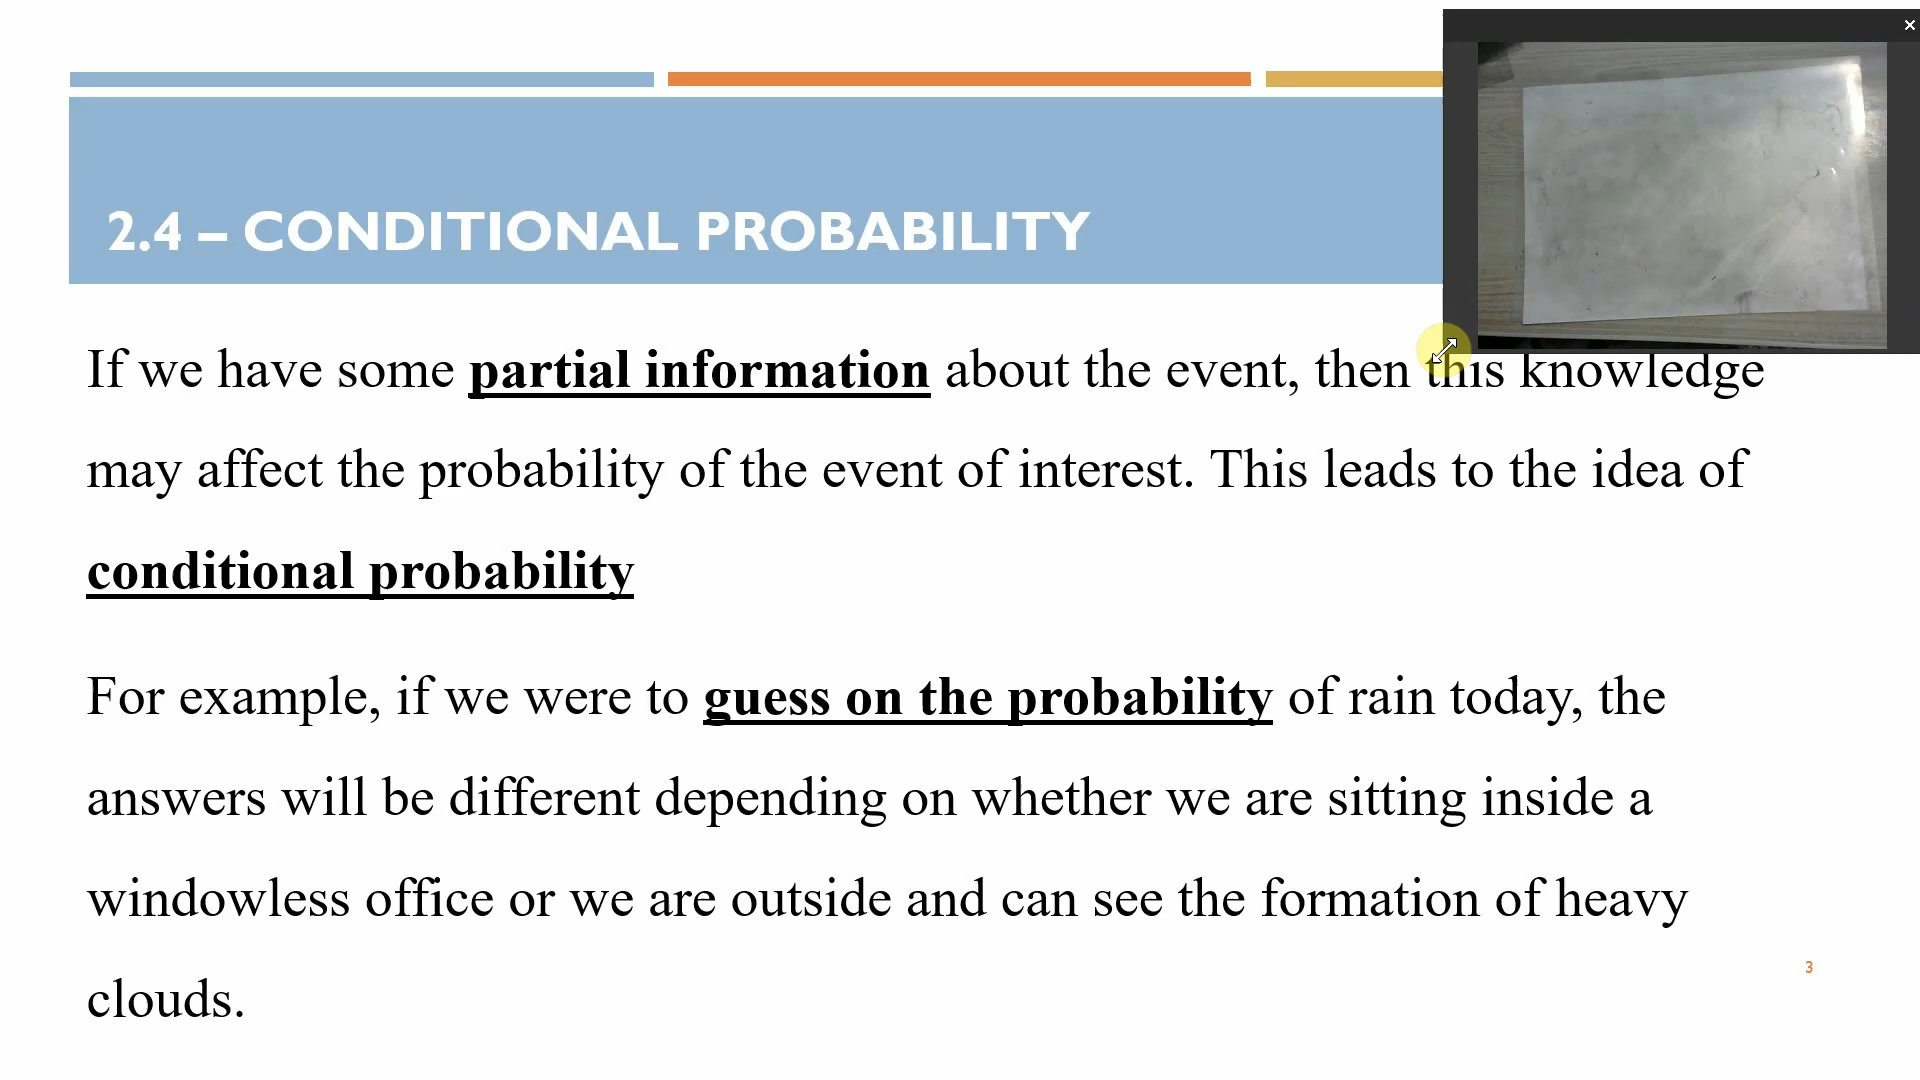 2.4 – CONDITIONAL PROBABILITY
If we have some partial information about the event, then this knowledge
may affect the probability of the event of interest. This leads to the idea of
conditional probability
For example, if we were to guess on the probability of rain today, the
answers will be different depending on whether we are sitting inside a
windowless office or we are outside and can see the formation of heavy
clouds.
3